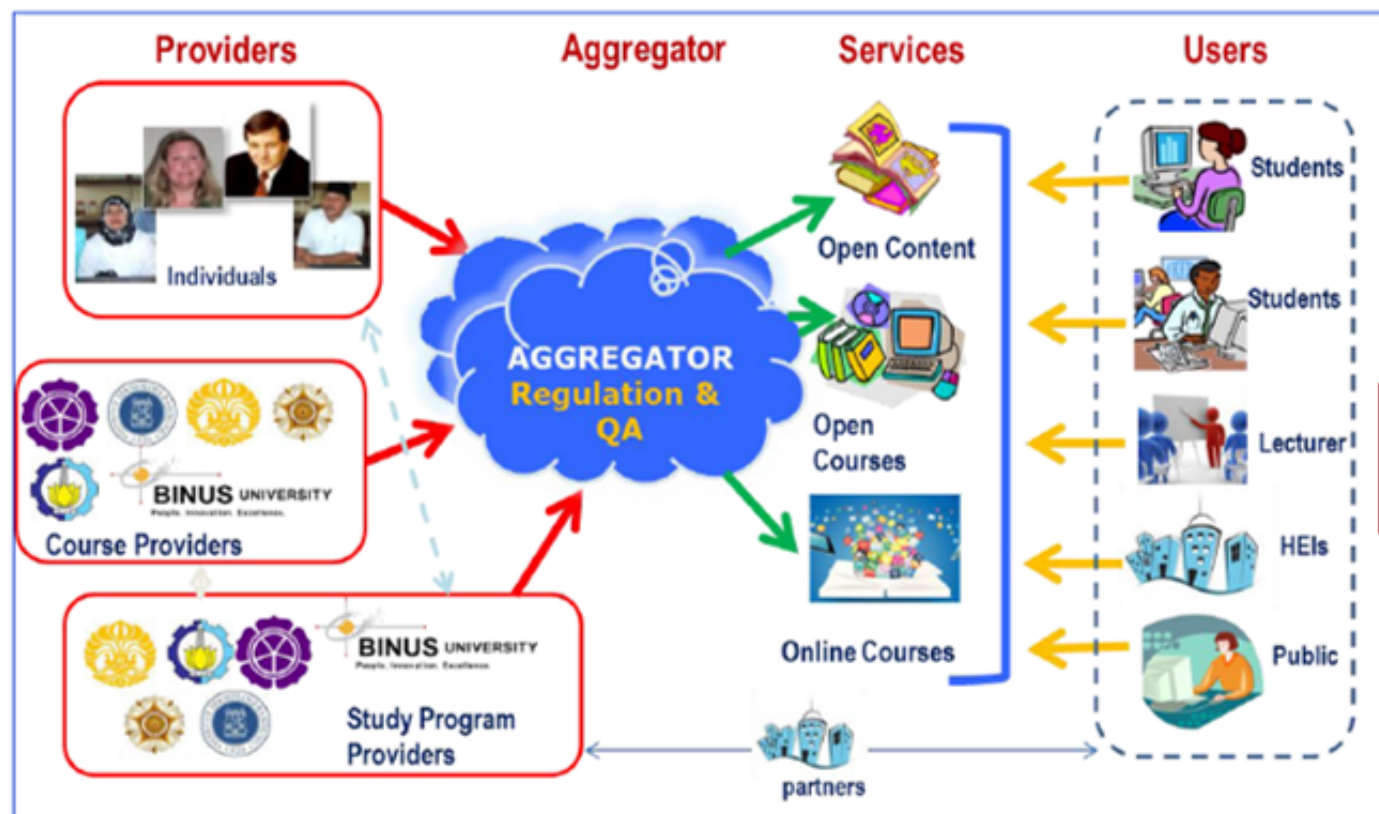 Providers
Aggregator
Services
Users
Individuals
BINUS UNIVERSITY
People. Innovation. Excellence.
Course Providers
BINUS UNIVERSITY
People. Innovation. Excellence.
Study Program
Providers
AGGREGATOR
Regulation &
QA
Open Content
Open
Courses
Online Courses
partners
Students
Students
Lecturer
HEIs
Public